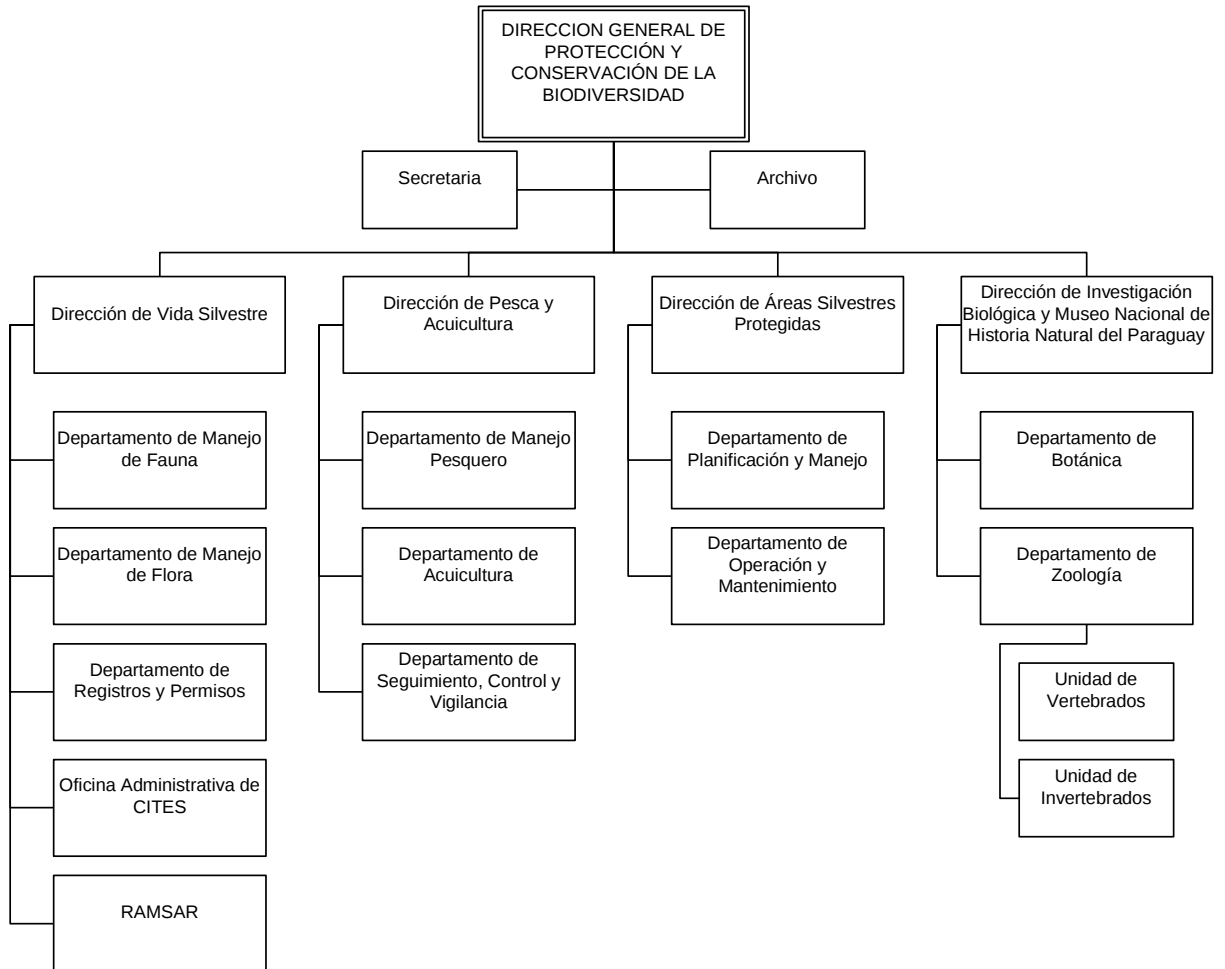 DIRECCION GENERAL DE
PROTECCIÓN Y
CONSERVACIÓN DE LA
BIODIVERSIDAD
Secretaria
Archivo
Dirección de Vida Silvestre
Dirección de Pesca y
Acuicultura
Dirección de Áreas Silvestres
Protegidas
Dirección de Investigación
Biológica y Museo Nacional de
Historia Natural del Paraguay
Departamento de Manejo
de Fauna
Departamento de Manejo
Pesquero
Departamento de
Planificación y Manejo
Departamento de
Botánica
Departamento de Manejo
de Flora
Departamento de
Acuicultura
Departamento de
Operación y
Mantenimiento
Departamento de
Zoología
Departamento de
Registros y Permisos
Departamento de
Seguimiento, Control y
Vigilancia
Unidad de
Vertebrados
Oficina Administrativa de
CITES
Unidad de
Invertebrados
RAMSAR